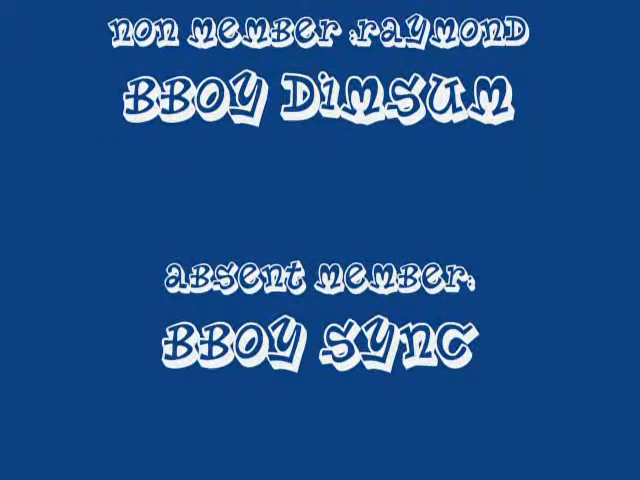 non member :raymond
BBOY DIMSUM
absent member:
BBOY SYNC